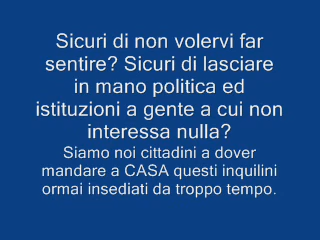 Sicuri di non volervi far
sentire? Sicuri di lasciare
in mano politica ed
istituzioni a gente a cui non
interessa nulla?
Siamo noi cittadini a dover
mandare a CASA questi inquilini
ormai insediati da troppo tempo.